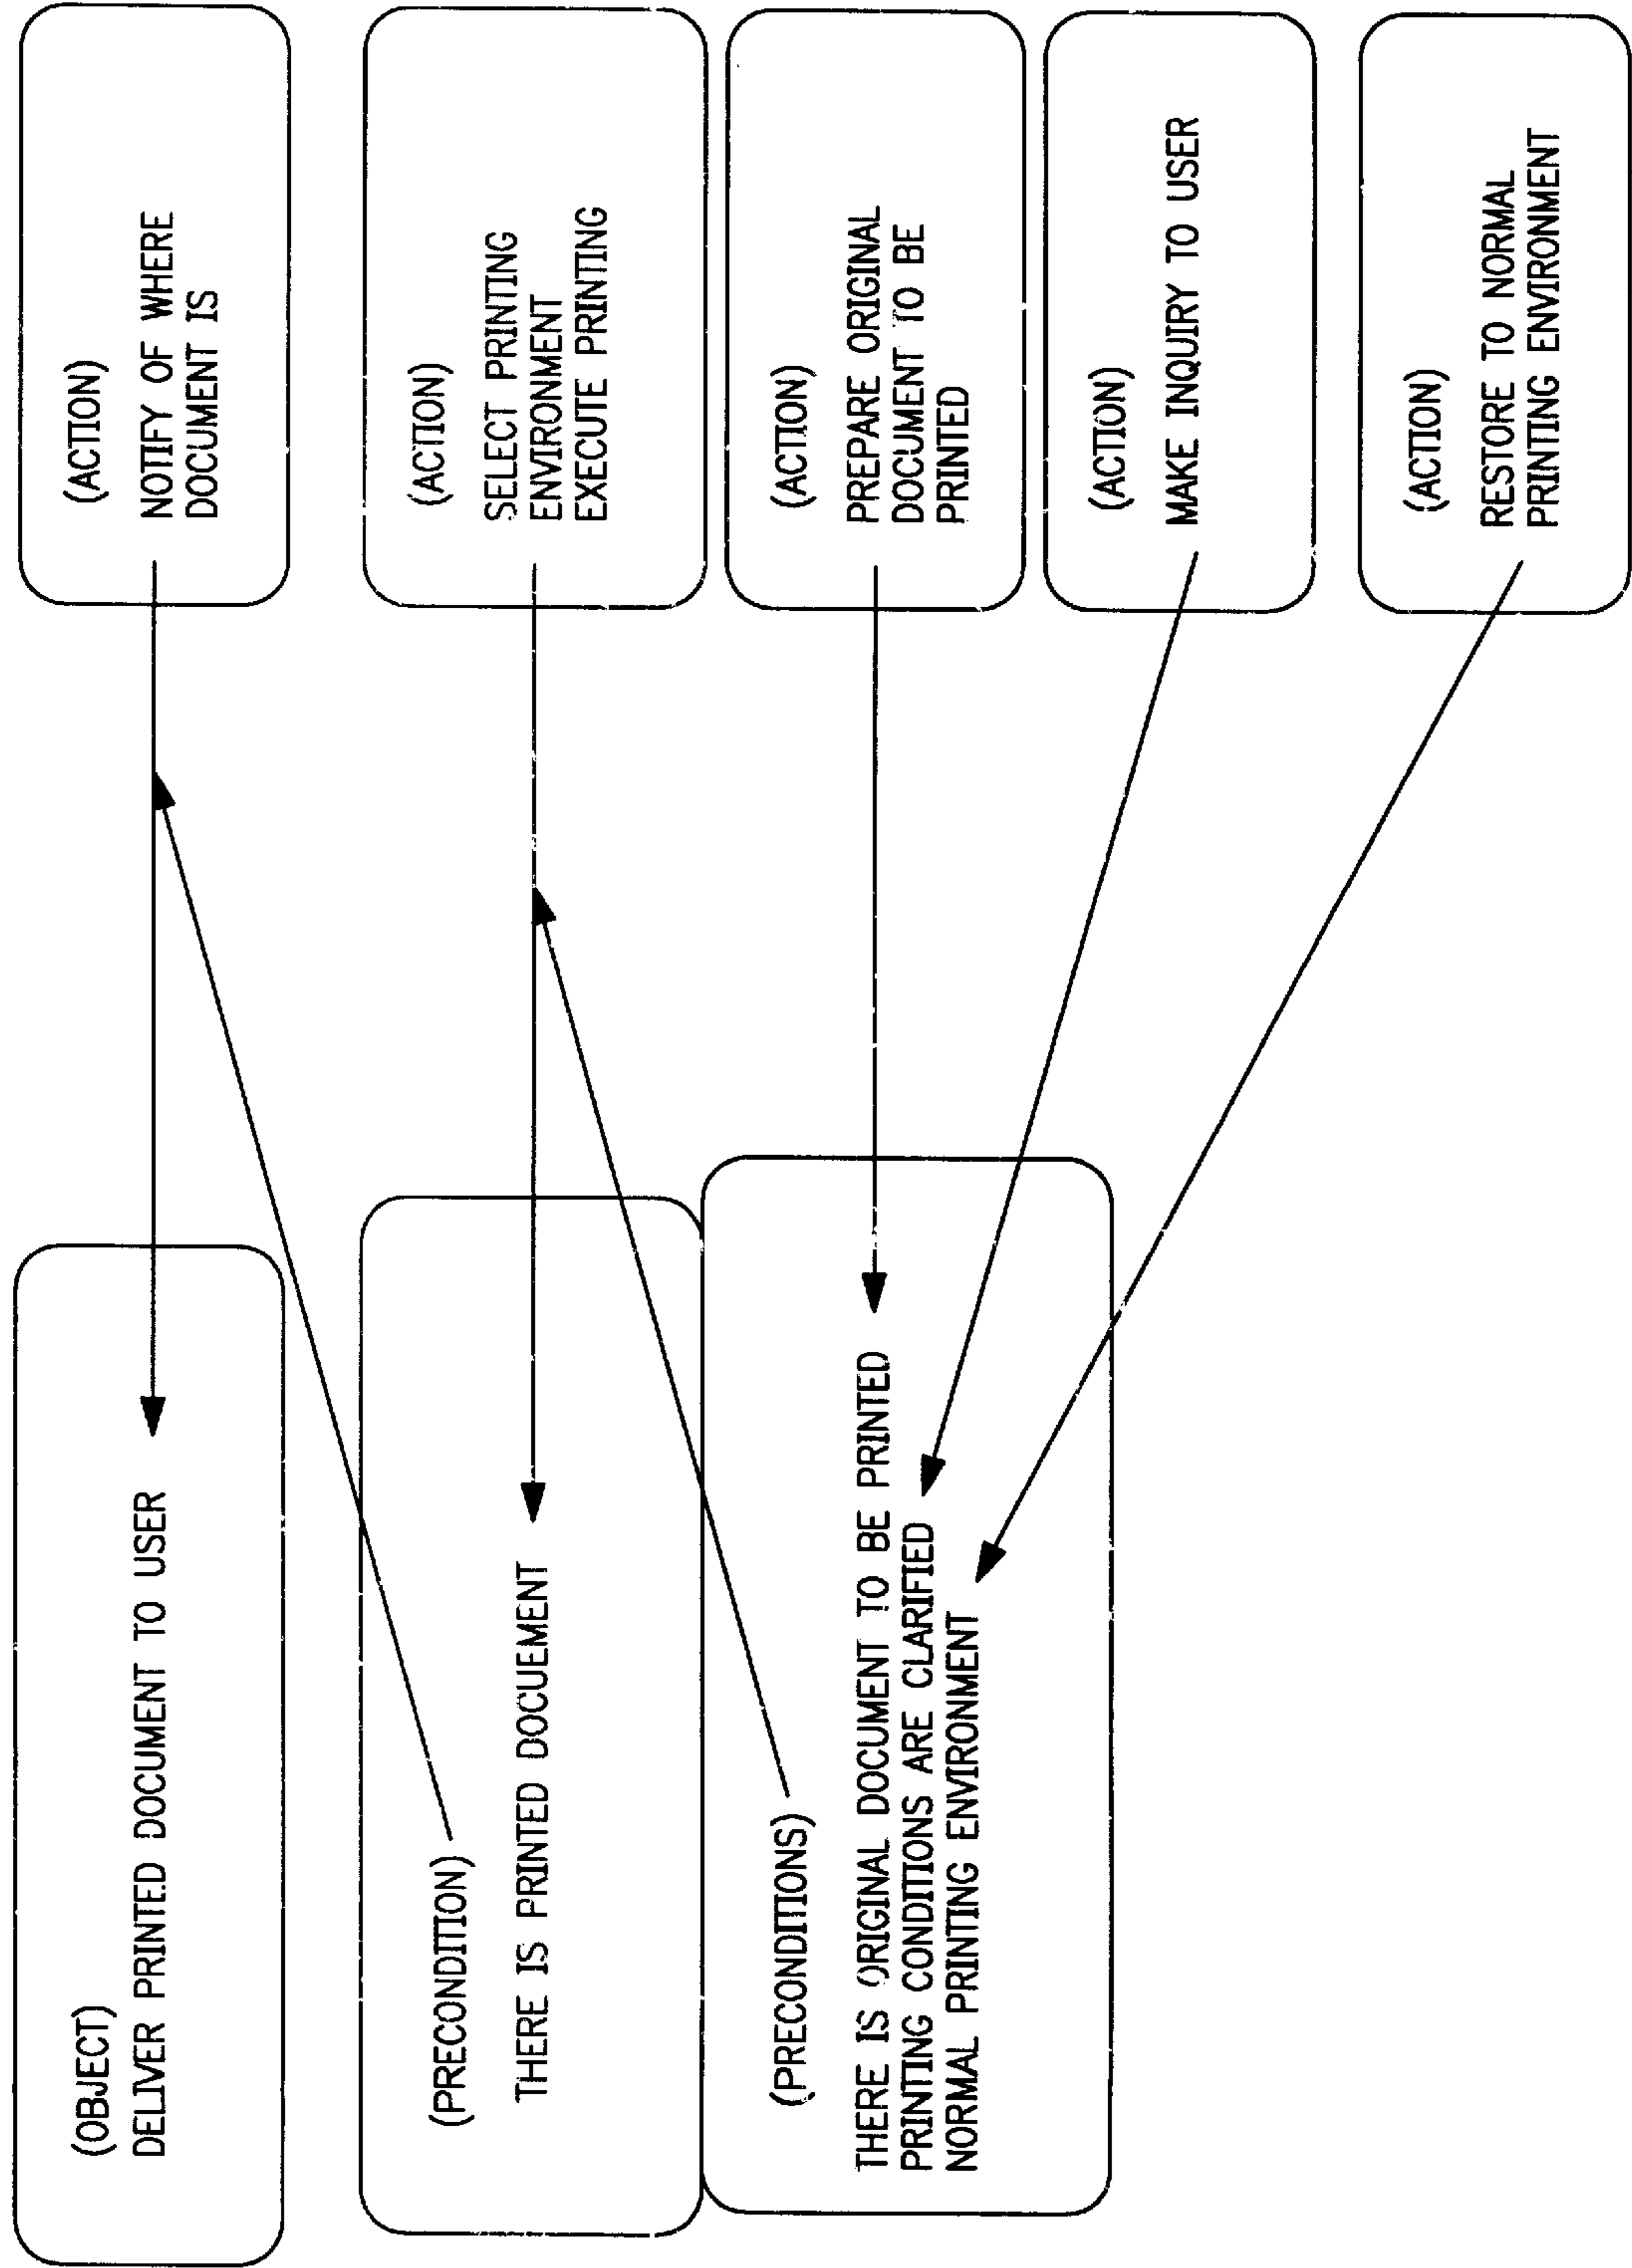 (OBJECT)
DELIVER PRINTED DOCUMENT TO USER
(ACTION)
NOTIFY OF WHERE
DOCUMENT IS
(PRECONDITION)
THERE IS PRINTED DOCUEMENT
(ACTION)
SELECT PRINTING
ENVIRONMENT
EXECUTE PRINTING
(PRECONDITIONS)
THERE IS ORIGINAL DOCUMENT TO BE PRINTED
PRINTING CONDITIONS ARE CLARIFIED
NORMAL PRINTING ENVIRONMENT
(ACTION)
PREPARE ORIGINAL
DOCUMENT TO BE
PRINTED
(ACTION)
MAKE INQUIRY TO USER
(ACTION)
RESTORE TO NORMAL
PRINTING ENVIRONMENT